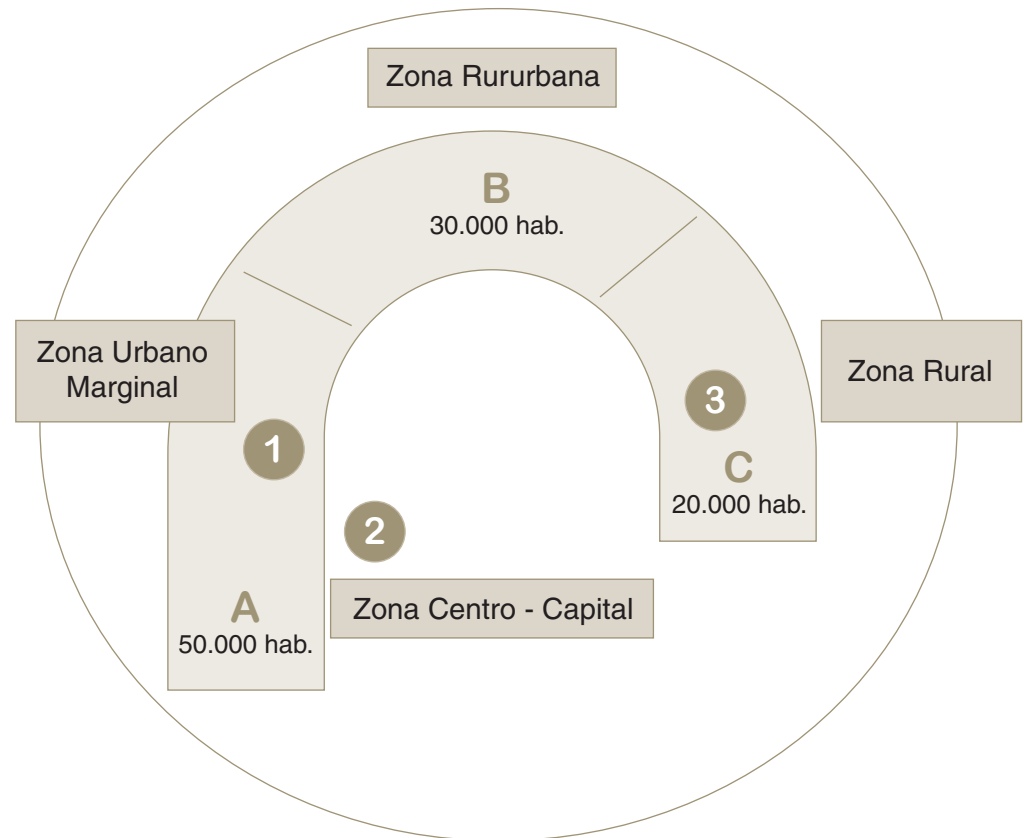 Zona Rururbana
B
30.000 hab.
Zona Urbano
Marginal
Zona Rural
3
1
C
20.000 hab.
2
Zona Centro - Capital
A
50.000 hab.